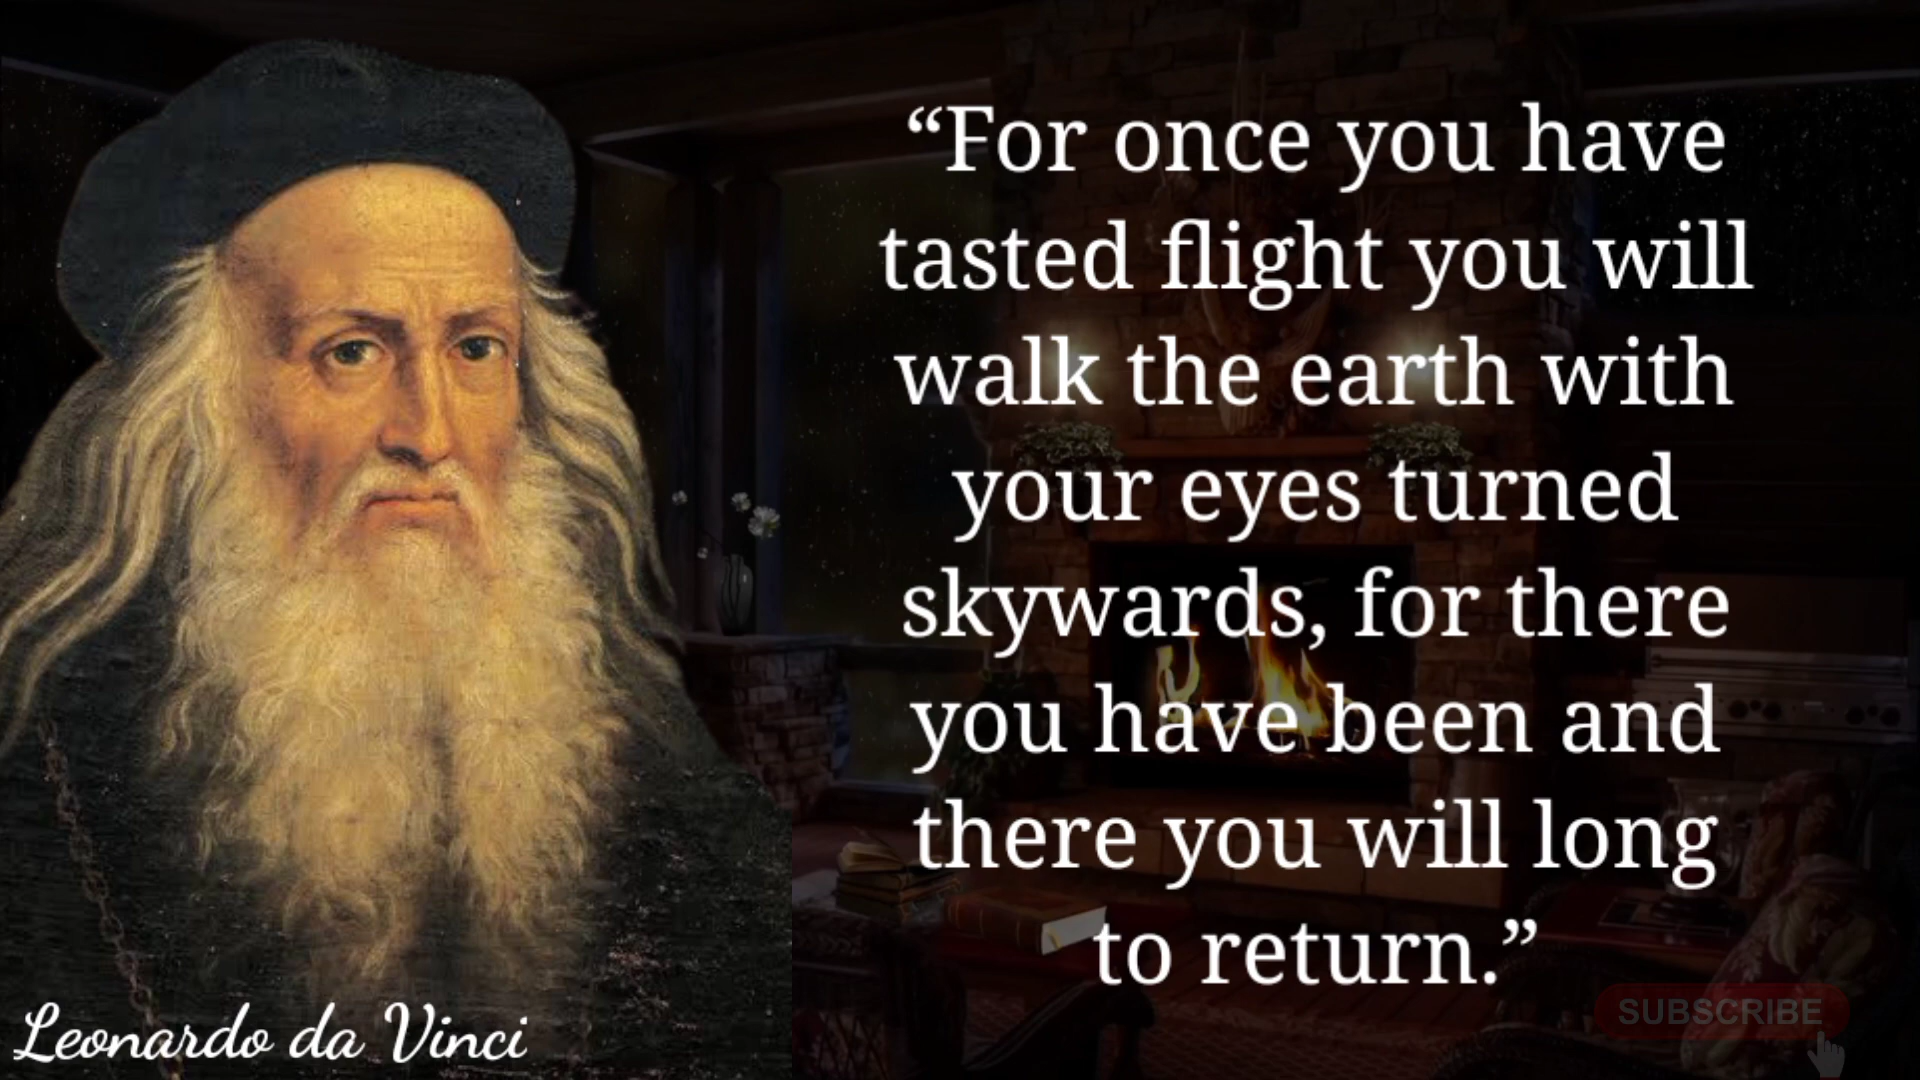 “For once you have
tasted flight you will
walk the earth with
your eyes turned
skywards, for there
you have been and
there you will long
to return.”
SUBSCRIBE
Leonardo da Vinci